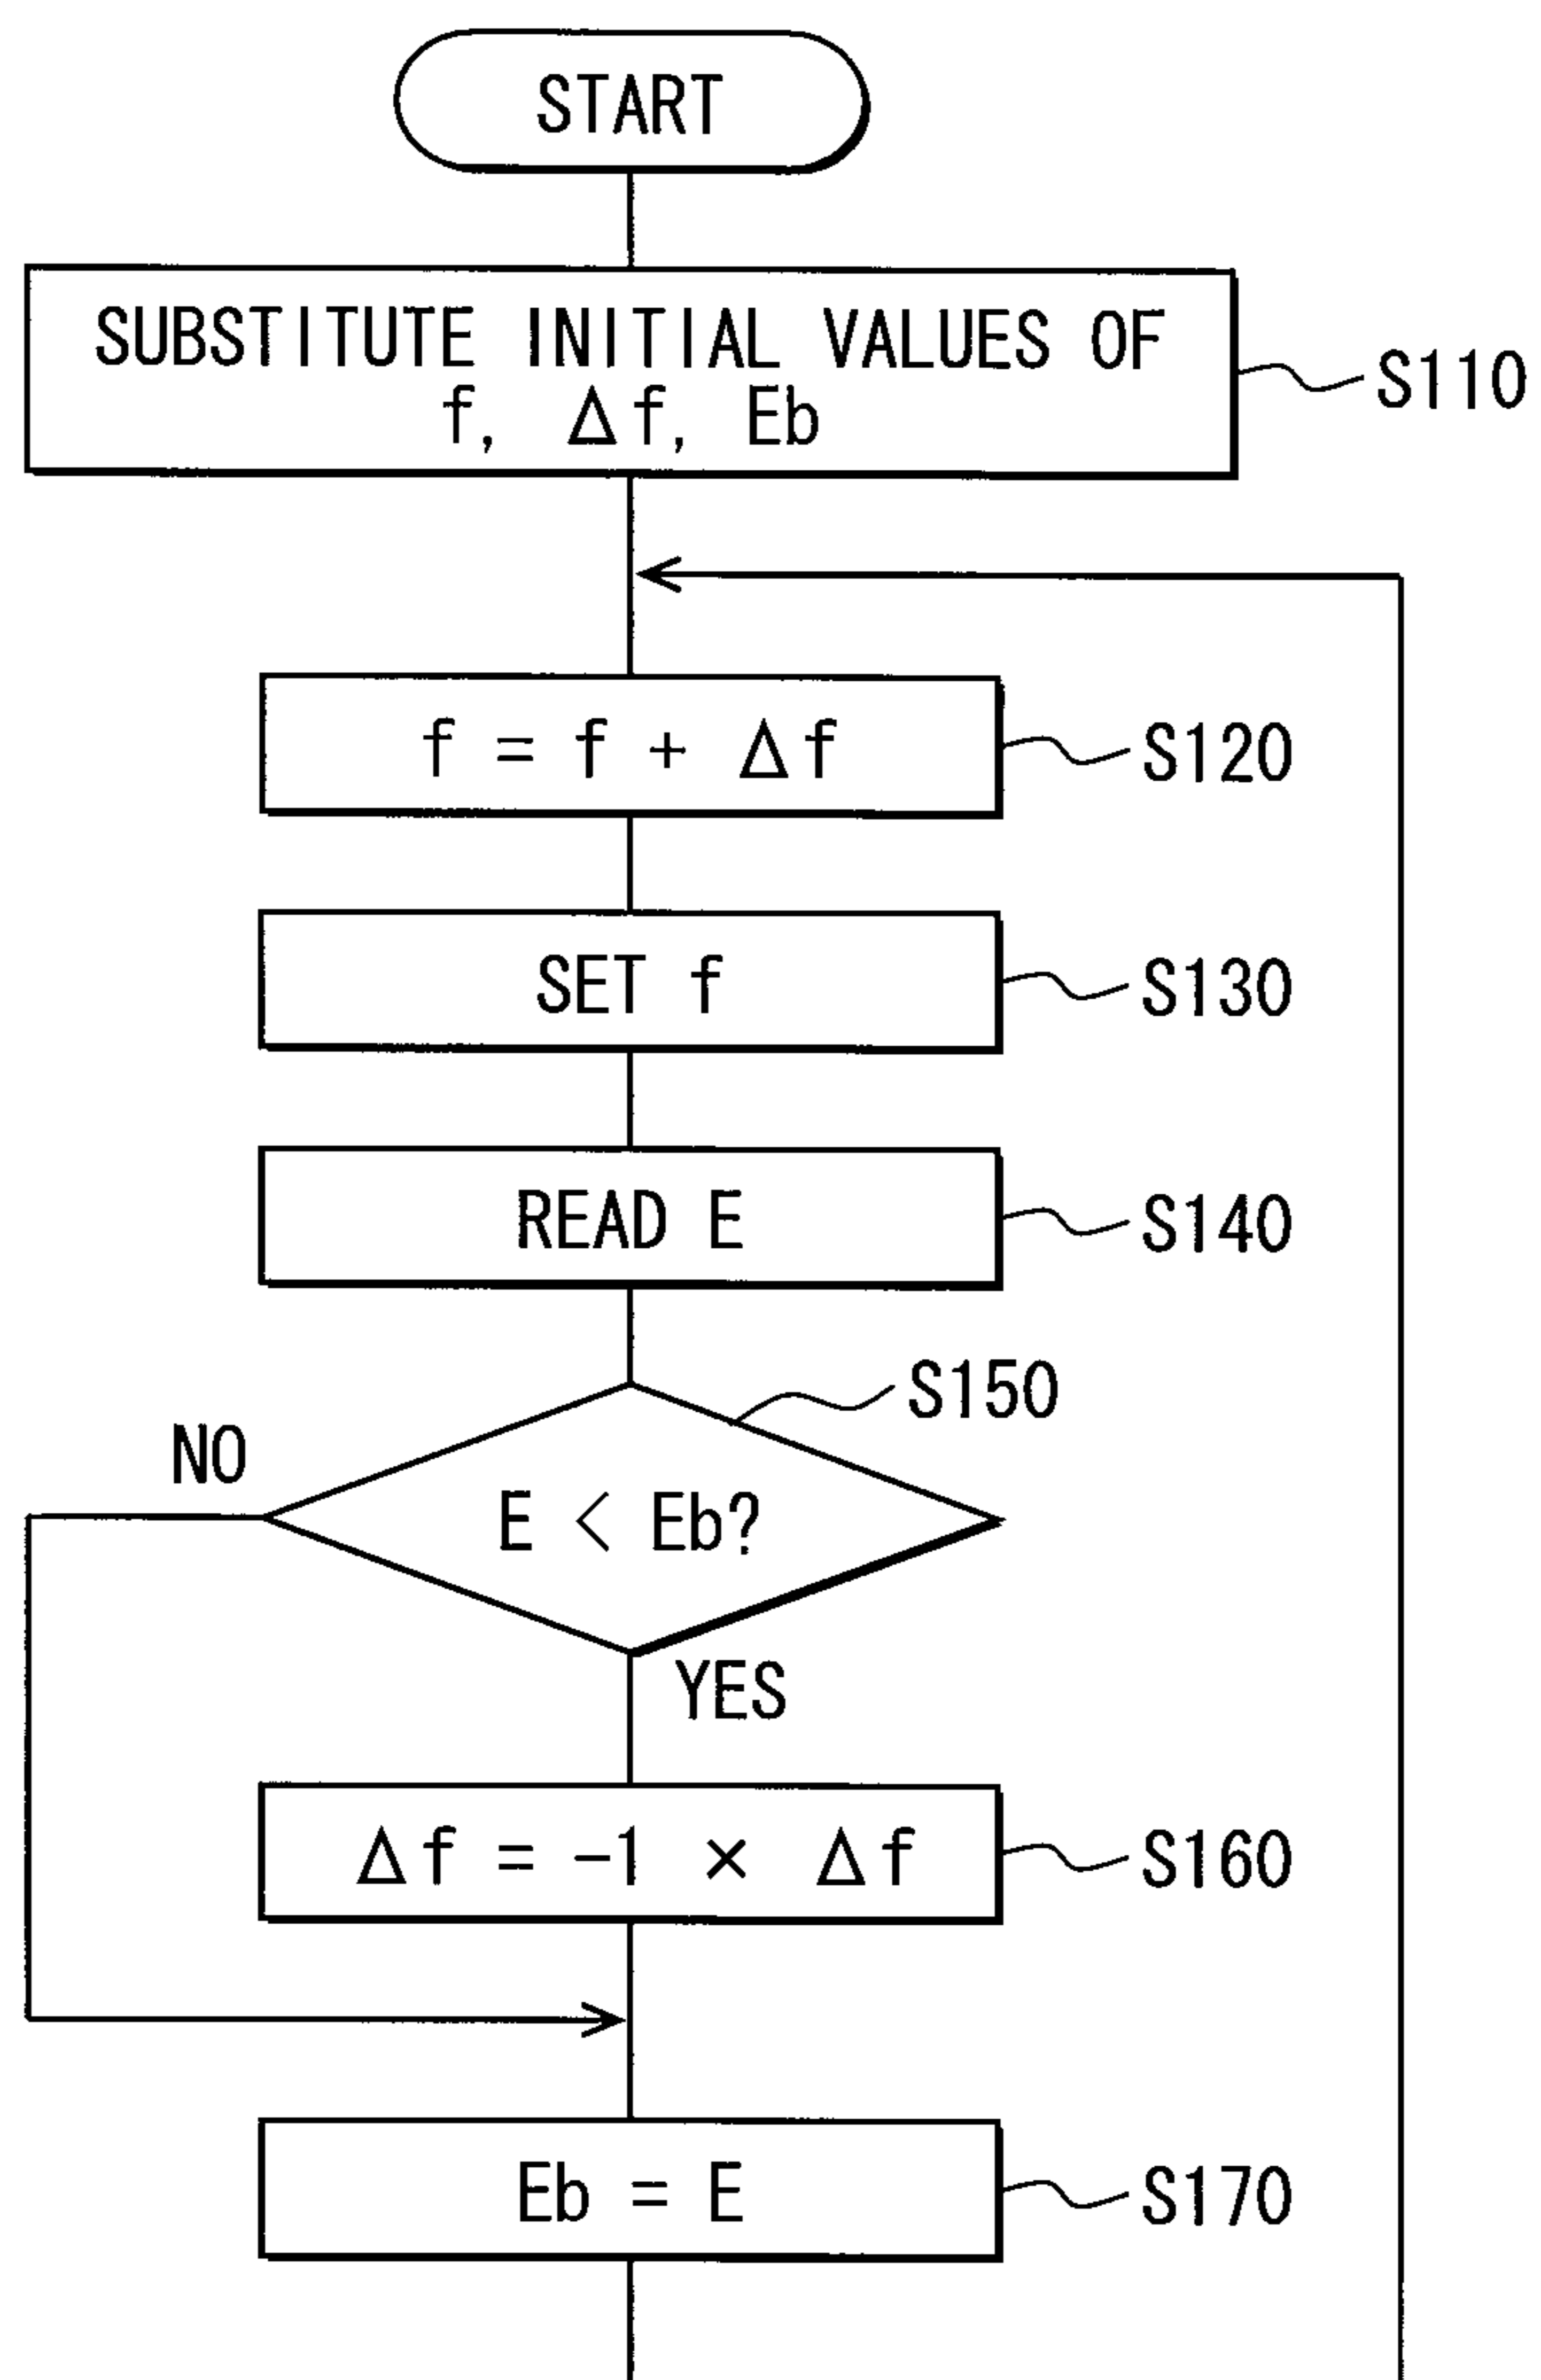 START
SUBSTITUTE INITIAL VALUES OF
f, Δf, Eb
S110
f = f + Δf
S120
SET f
S130
READ E
S140
S150
NO
E < Eb?
YES
Δf = -1 × Δf
S160
Eb = E
S170